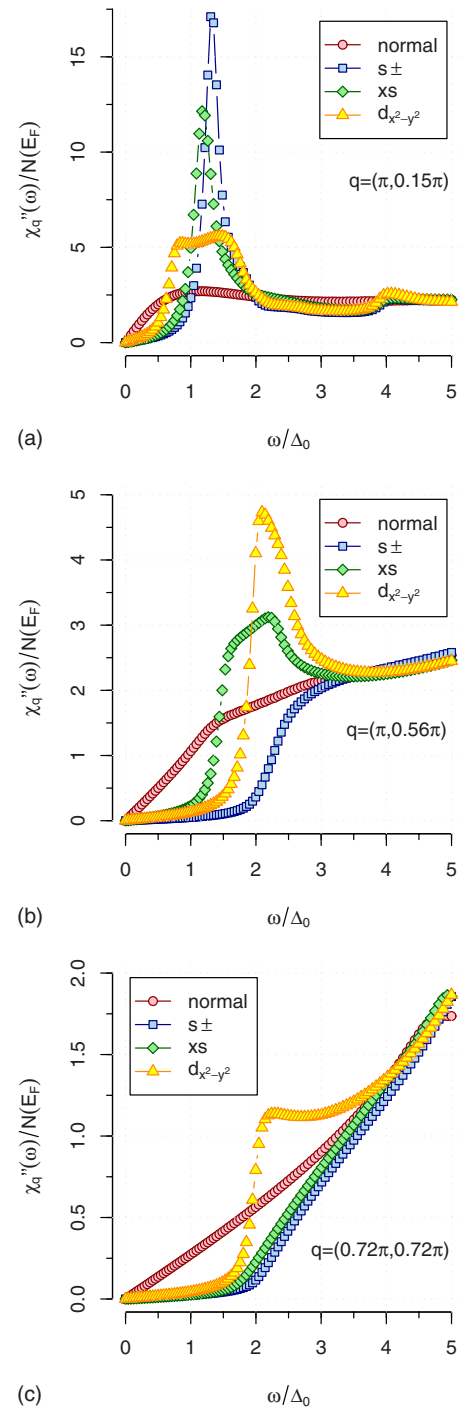 χq''(ω)/N(EF)
15
10
5
0
normal
s±
xs
dx²−y²
q=(π,0.15π)
0 1 2 3 4 5
(a)
ω/Δ0
χq''(ω)/N(EF)
5
4
3
2
1
0
normal
s±
xs
dx²−y²
q=(π,0.56π)
0 1 2 3 4 5
(b)
ω/Δ0
χq''(ω)/N(EF)
2.0
1.5
1.0
0.5
0.0
normal
s±
xs
dx²−y²
q=(0.72π,0.72π)
0 1 2 3 4 5
(c)
ω/Δ0